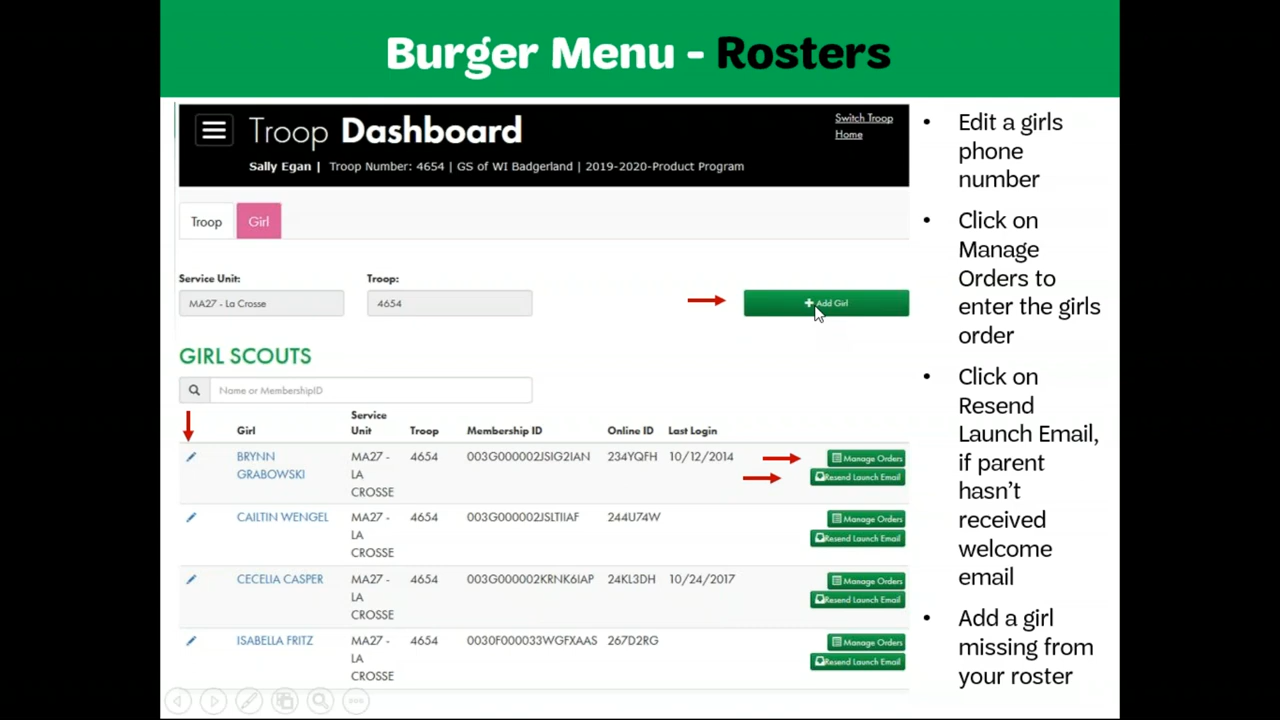 Burger Menu - Rosters
Troop Dashboard
Switch Troop
Home
Sally Egan | Troop Number: 4654 | GS of WI Badgerland | 2019-2020-Product Program
Troop Girl
Service Unit: Troop:
MA27 - La Crosse 4654 Add Girl
GIRL SCOUTS
Name or MembershipID
Girl Service Unit Troop Membership ID Online ID Last Login
BRYNN GRABOWSKI MA27 - LA CROSSE 4654 003G000002JSIG2IAN 234YQFH 10/12/2014 Manage Orders
Resend Launch Email
CAILTIN WENGEL MA27 - LA CROSSE 4654 003G000002JSLTIIAF 244U74W Manage Orders
Resend Launch Email
CECELIA CASPER MA27 - LA CROSSE 4654 003G000002KRNK6IAP 24KL3DH 10/24/2017 Manage Orders
Resend Launch Email
ISABELLA FRITZ MA27 - LA CROSSE 4654 0030F000033WGFXAAS 267D2RG Manage Orders
Resend Launch Email
• Edit a girls
phone
number
• Click on
Manage
Orders to
enter the girls
order
• Click on
Resend
Launch Email,
if parent
hasn't
received
welcome
email
• Add a girl
missing from
your roster